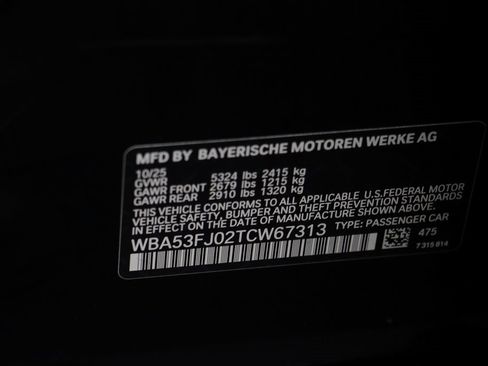 MFD BY BAYERISCHE MOTOREN WERKE AG
10/25
GVWR 5324 lbs 2415 kg
GAWR FRONT 2679 lbs 1215 kg
GAWR REAR 2910 lbs 1320 kg
THIS VEHICLE CONFORMS TO ALL APPLICABLE U.S.FEDERAL MOTOR
VEHICLE SAFETY, BUMPER, AND THEFT PREVENTION STANDARDS
IN EFFECT ON THE DATE OF MANUFACTURE SHOWN ABOVE.
WBA53FJ02TCW67313 TYPE: PASSENGER CAR
475
7 315 814